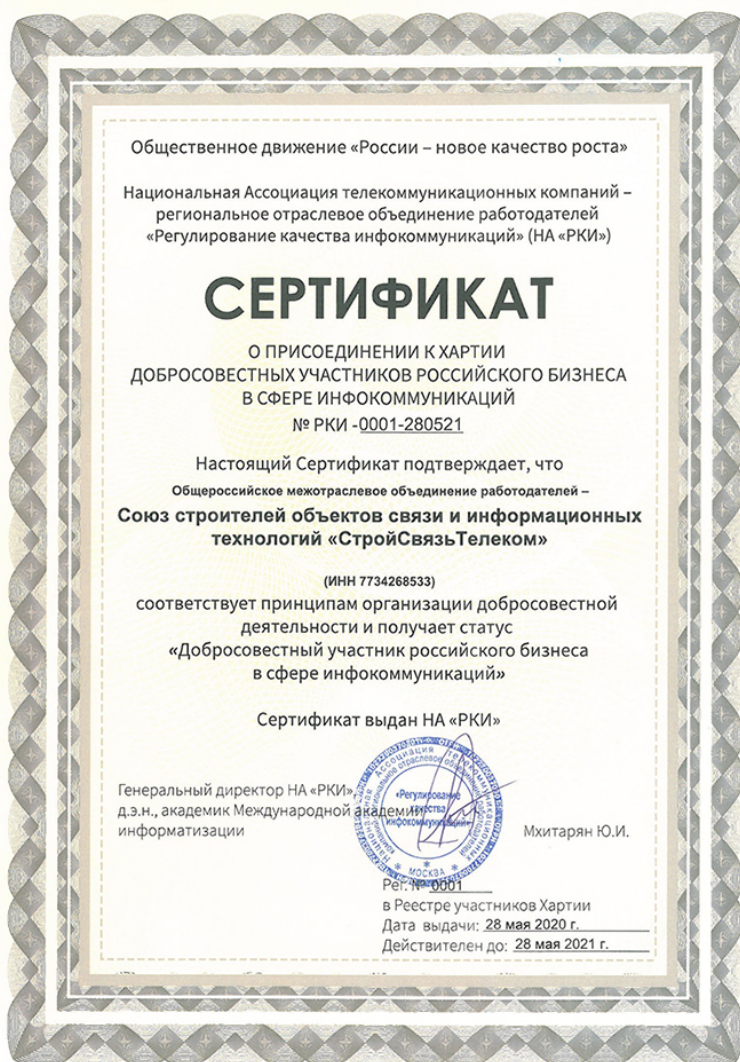 Общественное движение «России – новое качество роста»
Национальная Ассоциация телекоммуникационных компаний –
региональное отраслевое объединение работодателей
«Регулирование качества инфокоммуникаций» (НА «РКИ»)
СЕРТИФИКАТ
О ПРИСОЕДИНЕНИИ К ХАРТИИ
ДОБРОСОВЕСТНЫХ УЧАСТНИКОВ РОССИЙСКОГО БИЗНЕСА
В СФЕРЕ ИНФОКОММУНИКАЦИЙ
№ РКИ -0001-280521
Настоящий Сертификат подтверждает, что
Общероссийское межотраслевое объединение работодателей –
Союз строителей объектов связи и информационных
технологий «СтройСвязьТелеком»
(ИНН 7734268533)
соответствует принципам организации добросовестной
деятельности и получает статус
«Добросовестный участник российского бизнеса
в сфере инфокоммуникаций»
Сертификат выдан НА «РКИ»
Генеральный директор НА «РКИ»,
д.э.н., академик Международной академии
информатизации
Мхитарян Ю.И.
«Регулирование
качества
инфокоммуникаций»
МОСКВА
Рег. № 0001
в Реестре участников Хартии
Дата выдачи: 28 мая 2020 г.
Действителен до: 28 мая 2021 г.